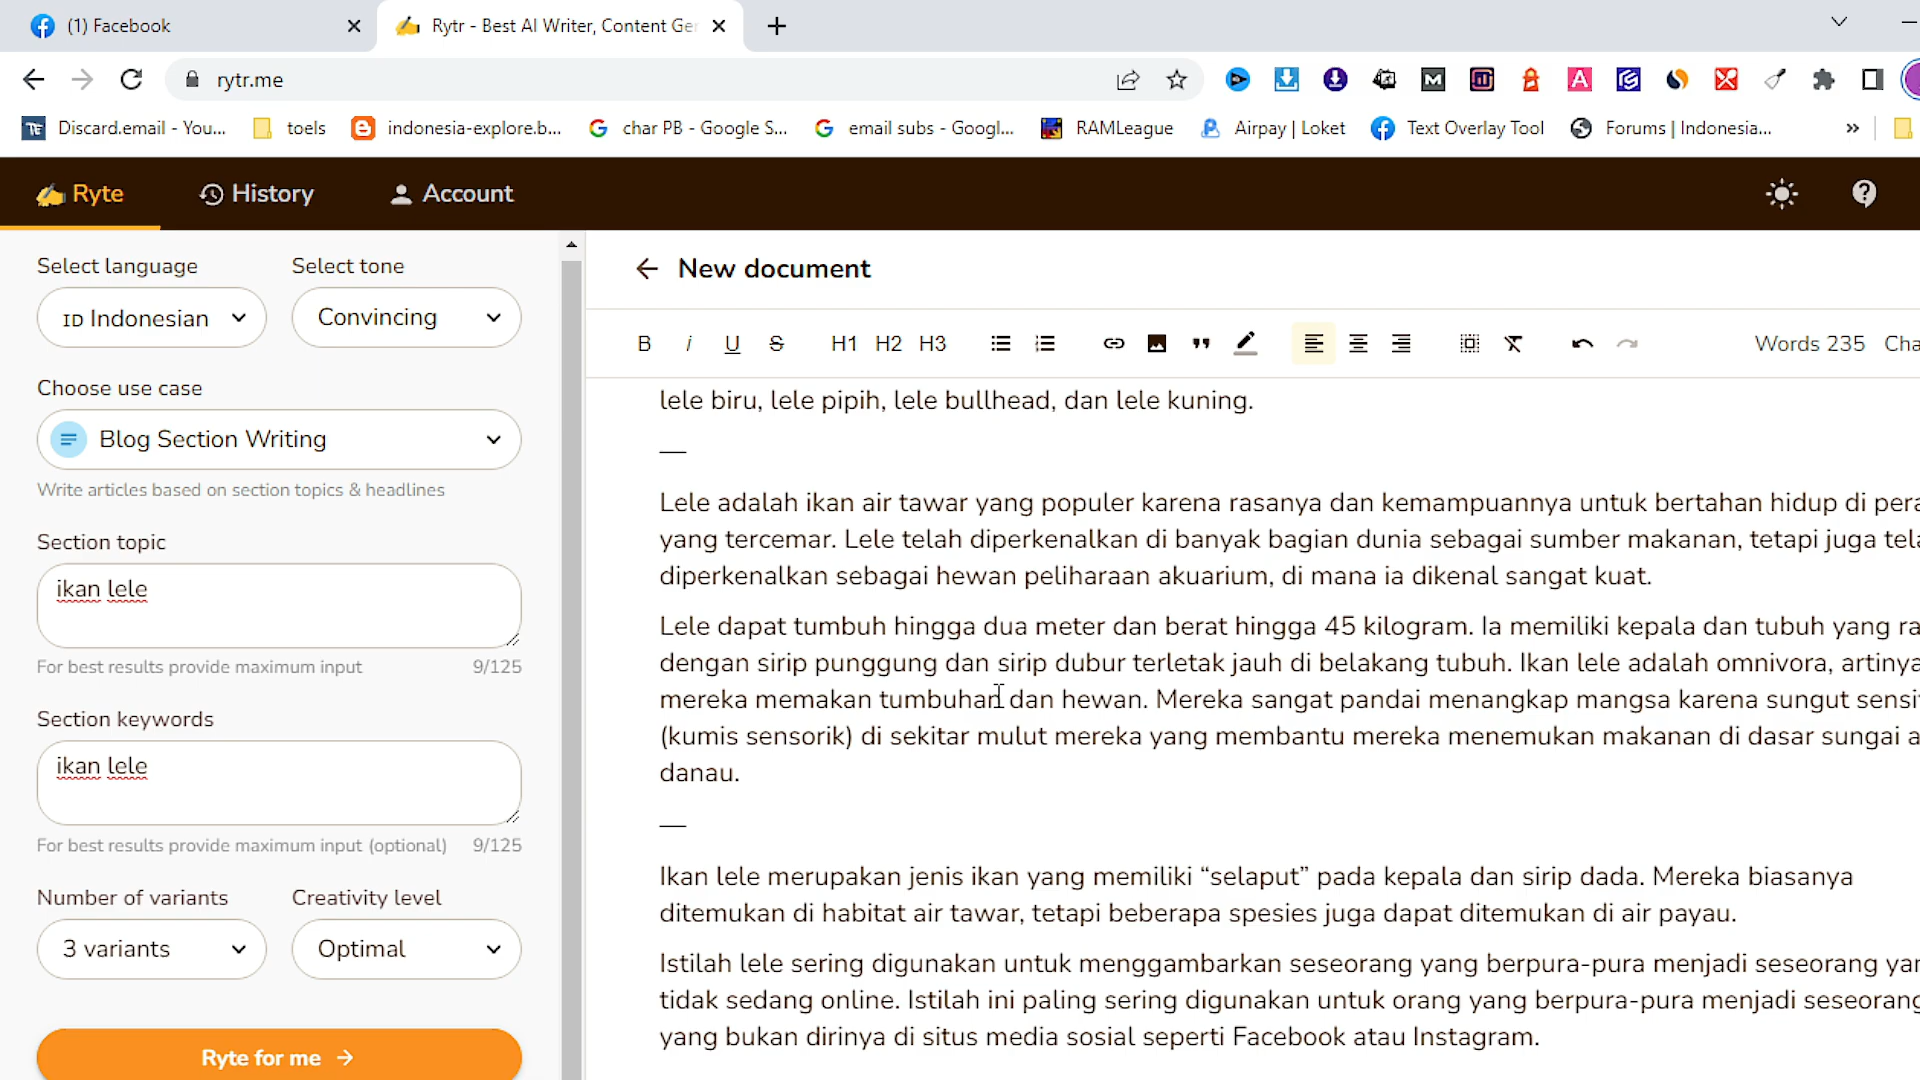 (1) Facebook
Rytr - Best AI Writer, Content Ge
rytr.me
Discard.email - You...
toels
indonesia-explore.b...
char PB - Google S...
email subs - Googl...
RAMLeague
Airpay | Loket
Text Overlay Tool
Forums | Indonesia...
Ryte
History
Account
Select language
Select tone
ID Indonesian
Convincing
Choose use case
Blog Section Writing
Write articles based on section topics & headlines
Section topic
ikan lele
For best results provide maximum input
9/125
Section keywords
ikan lele
For best results provide maximum input (optional)
9/125
Number of variants
Creativity level
3 variants
Optimal
Ryte for me →
New document
B i U S H1 H2 H3
Words 235 Cha
lele biru, lele pipih, lele bullhead, dan lele kuning.
—
Lele adalah ikan air tawar yang populer karena rasanya dan kemampuannya untuk bertahan hidup di pera
yang tercemar. Lele telah diperkenalkan di banyak bagian dunia sebagai sumber makanan, tetapi juga tela
diperkenalkan sebagai hewan peliharaan akuarium, di mana ia dikenal sangat kuat.
Lele dapat tumbuh hingga dua meter dan berat hingga 45 kilogram. Ia memiliki kepala dan tubuh yang ra
dengan sirip punggung dan sirip dubur terletak jauh di belakang tubuh. Ikan lele adalah omnivora, artinya
mereka memakan tumbuhan dan hewan. Mereka sangat pandai menangkap mangsa karena sungut sensi
(kumis sensorik) di sekitar mulut mereka yang membantu mereka menemukan makanan di dasar sungai a
danau.
—
Ikan lele merupakan jenis ikan yang memiliki “selaput” pada kepala dan sirip dada. Mereka biasanya
ditemukan di habitat air tawar, tetapi beberapa spesies juga dapat ditemukan di air payau.
Istilah lele sering digunakan untuk menggambarkan seseorang yang berpura-pura menjadi seseorang yan
tidak sedang online. Istilah ini paling sering digunakan untuk orang yang berpura-pura menjadi seseorang
yang bukan dirinya di situs media sosial seperti Facebook atau Instagram.